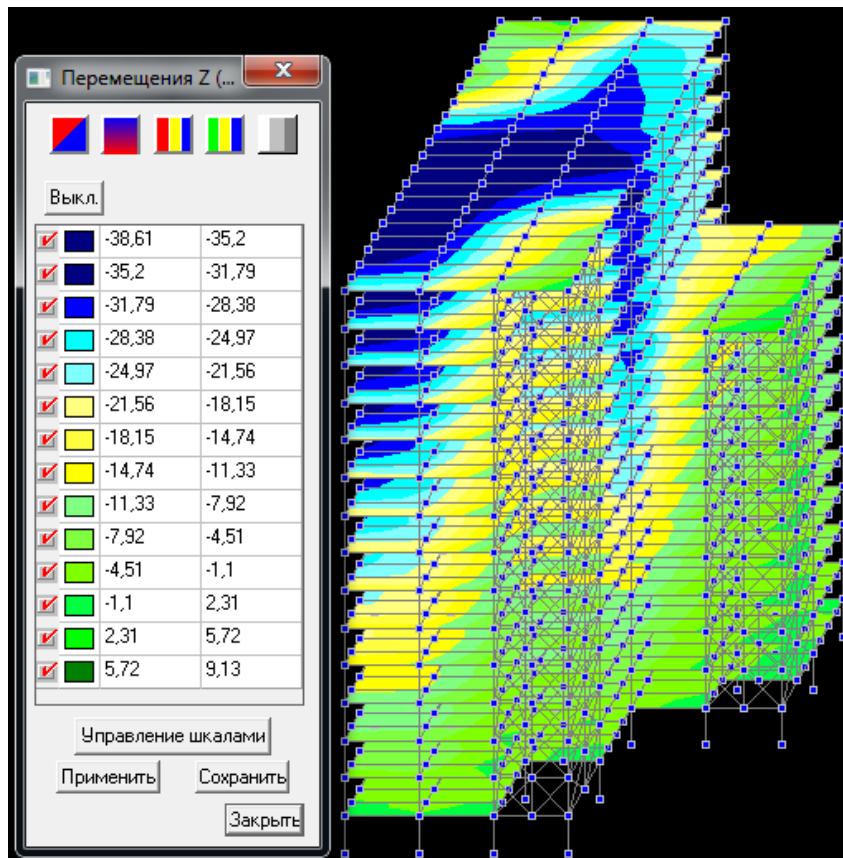 Перемещения Z (...
Выкл.
-38,61 -35,2
-35,2 -31,79
-31,79 -28,38
-28,38 -24,97
-24,97 -21,56
-21,56 -18,15
-18,15 -14,74
-14,74 -11,33
-11,33 -7,92
-7,92 -4,51
-4,51 -1,1
-1,1 2,31
2,31 5,72
5,72 9,13
Управление шкалами
Применить Сохранить
Закрыть